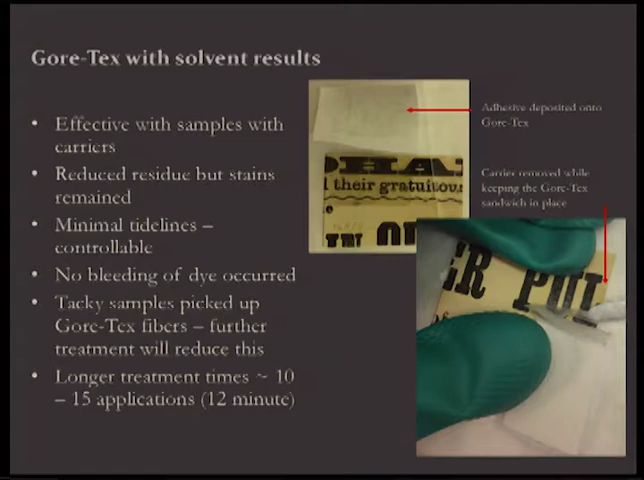 Gore-Tex with solvent results
• Effective with samples with
carriers
• Reduced residue but stains
remained
• Minimal tidelines –
controllable
• No bleeding of dye occurred
• Tacky samples picked up
Gore-Tex fibers – further
treatment will reduce this
• Longer treatment times ~ 10
– 15 applications (12 minute)
Adhesive deposited onto
Gore-Tex
Carrier removed while
keeping the Gore-Tex
sandwich in place
OHA
l their gratuitous
e
ER PUL